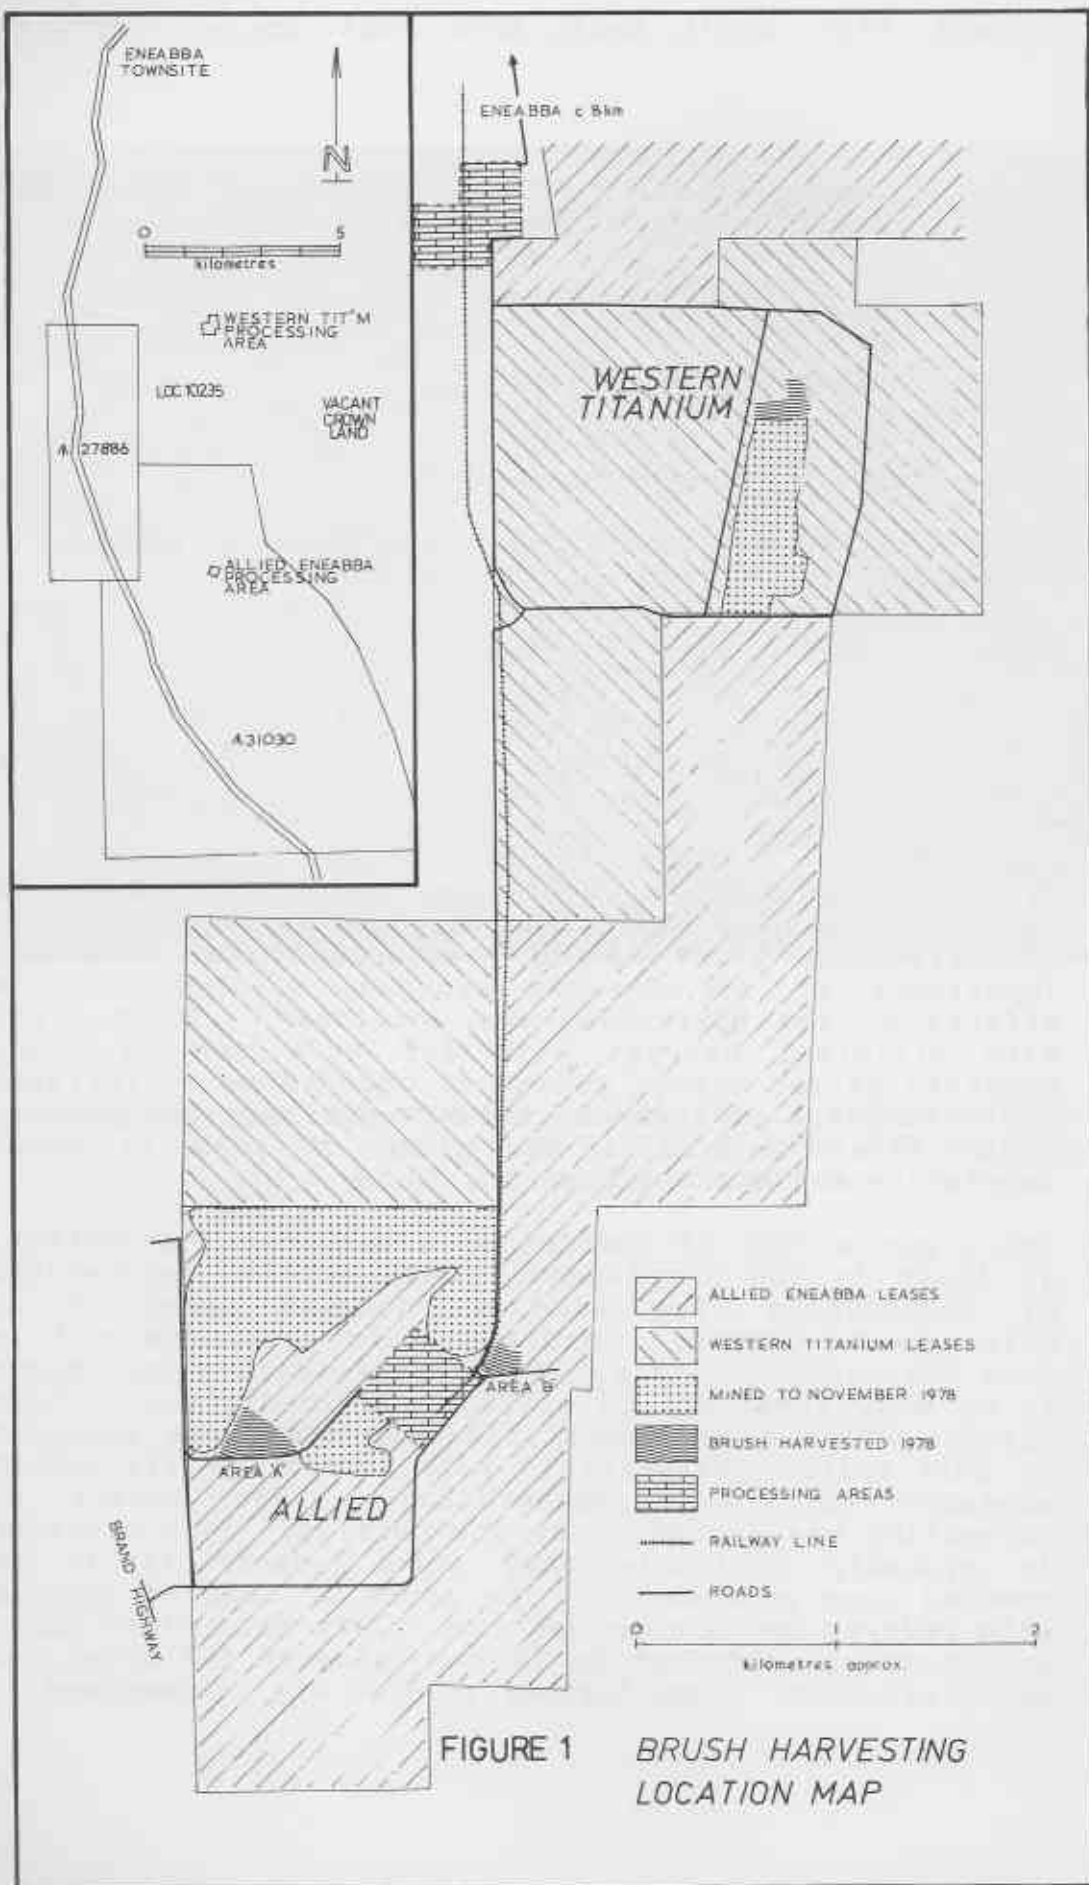 ENEABBA
TOWNSITE
N
0 5
kilometres
WESTERN TIT'M
PROCESSING
AREA
LOC 10235
VACANT
CROWN
LAND
A 27886
ALLIED ENEABBA
PROCESSING
AREA
A31030
ENEABBA c 8km
WESTERN
TITANIUM
AREA 'B'
AREA 'A'
ALLIED
BRAND HIGHWAY
ALLIED ENEABBA LEASES
WESTERN TITANIUM LEASES
MINED TO NOVEMBER 1978
BRUSH HARVESTED 1978
PROCESSING AREAS
RAILWAY LINE
ROADS
0 1 2
kilometres approx.
FIGURE 1
BRUSH HARVESTING
LOCATION MAP